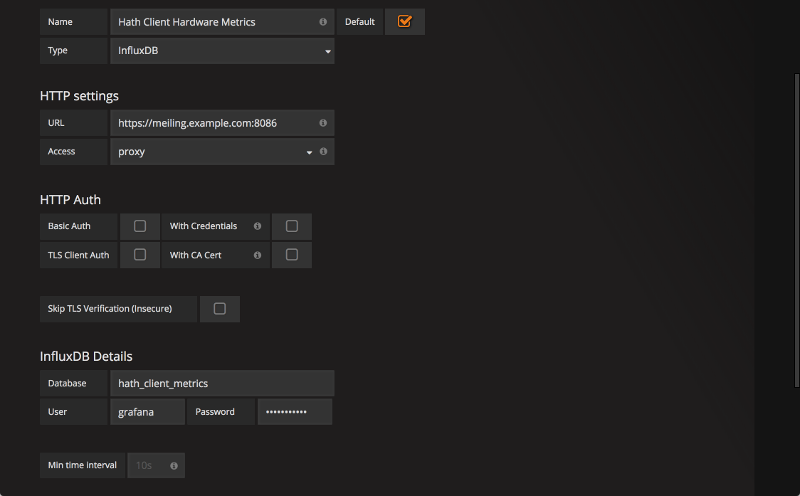 Name Hath Client Hardware Metrics Default
Type InfluxDB
HTTP settings
URL https://meiling.example.com:8086
Access proxy
HTTP Auth
Basic Auth With Credentials
TLS Client Auth With CA Cert
Skip TLS Verification (Insecure)
InfluxDB Details
Database hath_client_metrics
User grafana Password •••••••••••
Min time interval 10s